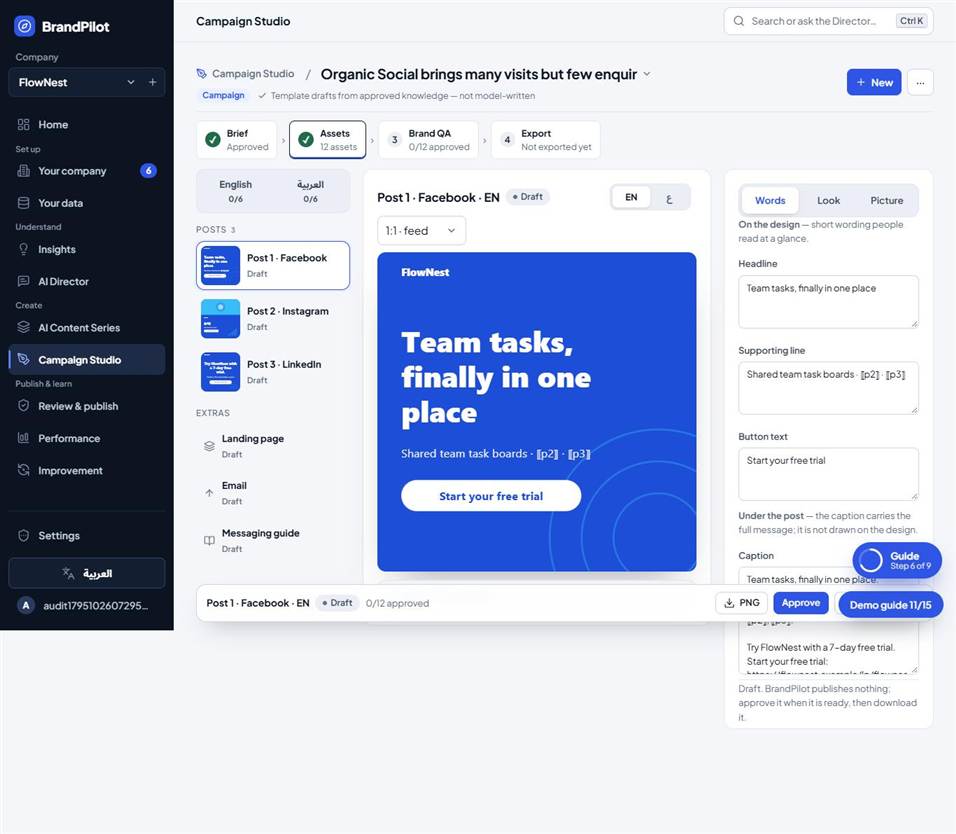 BrandPilot
Company
FlowNest
Home
Set up
Your company 6
Your data
Understand
Insights
AI Director
Create
AI Content Series
Campaign Studio
Publish & learn
Review & publish
Performance
Improvement
Settings
العربية
A audit1795102607295...
Campaign Studio
Search or ask the Director... Ctrl K
Campaign Studio / Organic Social brings many visits but few enquir
Campaign Template drafts from approved knowledge — not model-written
+ New ...
Brief
Approved
Assets
12 assets
3 Brand QA
0/12 approved
4 Export
Not exported yet
English
0/6
العربية
0/6
POSTS 3
Post 1 · Facebook
Draft
Post 2 · Instagram
Draft
Post 3 · LinkedIn
Draft
EXTRAS
Landing page
Draft
Email
Draft
Messaging guide
Draft
Post 1 · Facebook · EN • Draft
EN ع
1:1 · feed
FlowNest
Team tasks,
finally in one
place
Shared team task boards · ⟦p2⟧ · ⟦p3⟧
Start your free trial
Words Look Picture
On the design — short wording people
read at a glance.
Headline
Team tasks, finally in one place
Supporting line
Shared team task boards · ⟦p2⟧ · ⟦p3⟧
Button text
Start your free trial
Under the post — the caption carries the
full message; it is not drawn on the design.
Caption
Team tasks, finally in one place.
Guide
Step 6 of 9
Post 1 · Facebook · EN • Draft 0/12 approved
PNG
Approve
Demo guide 11/15
⟦p2⟧. ⟦p3⟧.
Try FlowNest with a 7-day free trial.
Start your free trial:
Draft. BrandPilot publishes nothing;
approve it when it is ready, then download
it.